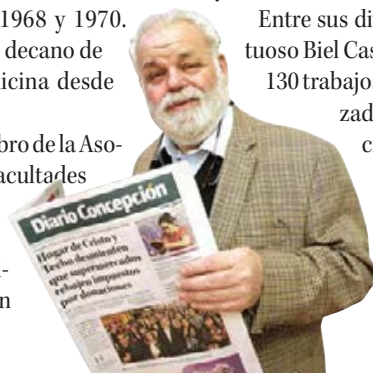 1968 y 1970.
decano de
icina desde
bro de la Aso-
acultades
n
Entre sus di
tuoso Biel Cas
130 trabajos
zad
c
Diario Concepción
Hogar de Cristo y
Techo desmienten
que supermercados
rebajen impuestos
por donaciones